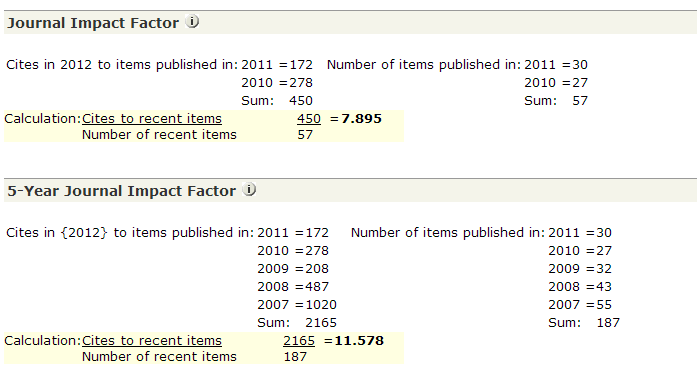 Journal Impact Factor i
Cites in 2012 to items published in: 2011 =172 Number of items published in: 2011 =30
2010 =278 2010 =27
Sum: 450 Sum: 57
Calculation: Cites to recent items 450 =7.895
Number of recent items 57
5-Year Journal Impact Factor i
Cites in {2012} to items published in: 2011 =172 Number of items published in: 2011 =30
2010 =278 2010 =27
2009 =208 2009 =32
2008 =487 2008 =43
2007 =1020 2007 =55
Sum: 2165 Sum: 187
Calculation: Cites to recent items 2165 =11.578
Number of recent items 187